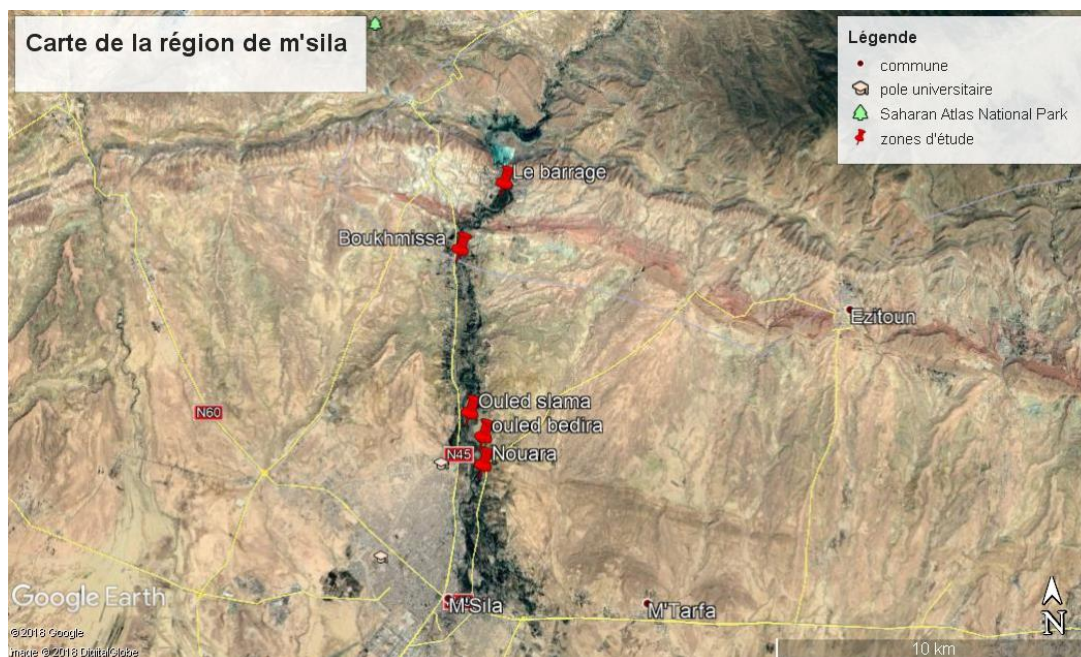 Carte de la région de m'sila
Légende
commune
pole universitaire
Saharan Atlas National Park
zones d'étude
Le barrage
Boukhmissa
Ezitoun
Ouled slama
N60
ouled bedira
N45
Nouara
Google Earth
M'Sila
M'Tarfa
N
© 2018 Google
Image © 2018 DigitalGlobe
10 km